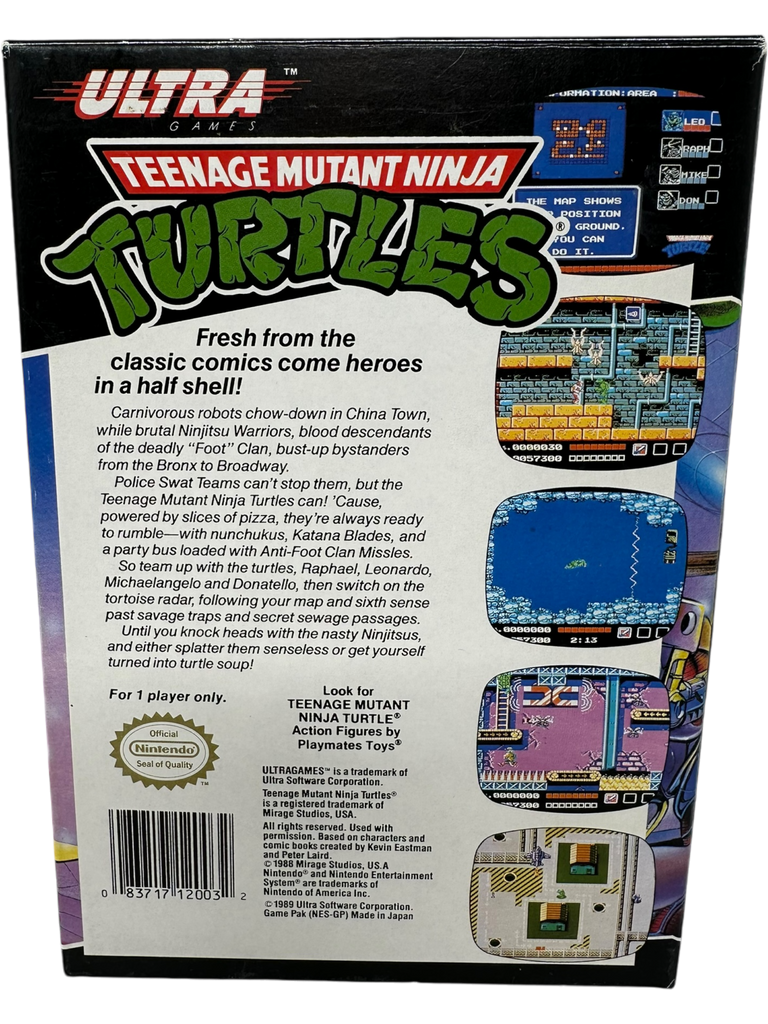 ULTRA™
GAMES
TEENAGE MUTANT NINJA
TURTLES®
Fresh from the
classic comics come heroes
in a half shell!
Carnivorous robots chow-down in China Town,
while brutal Ninjitsu Warriors, blood descendants
of the deadly "Foot" Clan, bust-up bystanders
from the Bronx to Broadway.
Police Swat Teams can't stop them, but the
Teenage Mutant Ninja Turtles can! 'Cause,
powered by slices of pizza, they're always ready
to rumble—with nunchukus, Katana Blades, and
a party bus loaded with Anti-Foot Clan Missles.
So team up with the turtles, Raphael, Leonardo,
Michaelangelo and Donatello, then switch on the
tortoise radar, following your map and sixth sense
past savage traps and secret sewage passages.
Until you knock heads with the nasty Ninjitsus,
and either splatter them senseless or get yourself
turned into turtle soup!
For 1 player only.
Official
Nintendo
Seal of Quality
™
0 83717 12003 2
Look for
TEENAGE MUTANT
NINJA TURTLE®
Action Figures by
Playmates Toys®
ULTRAGAMES™ is a trademark of
Ultra Software Corporation.
Teenage Mutant Ninja Turtles®
is a registered trademark of
Mirage Studios, USA.
All rights reserved. Used with
permission. Based on characters and
comic books created by Kevin Eastman
and Peter Laird.
© 1988 Mirage Studios, U.S.A
Nintendo® and Nintendo Entertainment
System® are trademarks of
Nintendo of America Inc.
© 1989 Ultra Software Corporation.
Game Pak (NES-GP) Made in Japan
ORMATION:AREA
LEO
RAPH
MIKE
DON
THE MAP SHOWS
POSITION
GROUND.
YOU CAN
DO IT.
TURTLES
.0000030
0057300
.0000000
57300 2:13
.0000000
57300